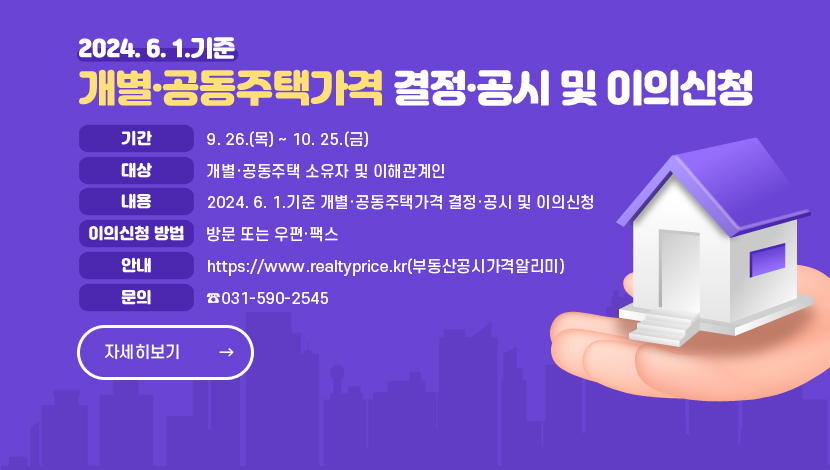 2024. 6. 1.기준
개별·공동주택가격 결정·공시 및 이의신청
기간 9. 26.(목) ~ 10. 25.(금)
대상 개별·공동주택 소유자 및 이해관계인
내용 2024. 6. 1.기준 개별·공동주택가격 결정·공시 및 이의신청
이의신청 방법 방문 또는 우편·팩스
안내 https://www.realtyprice.kr(부동산공시가격알리미)
문의 ☎031-590-2545
자세히보기 →